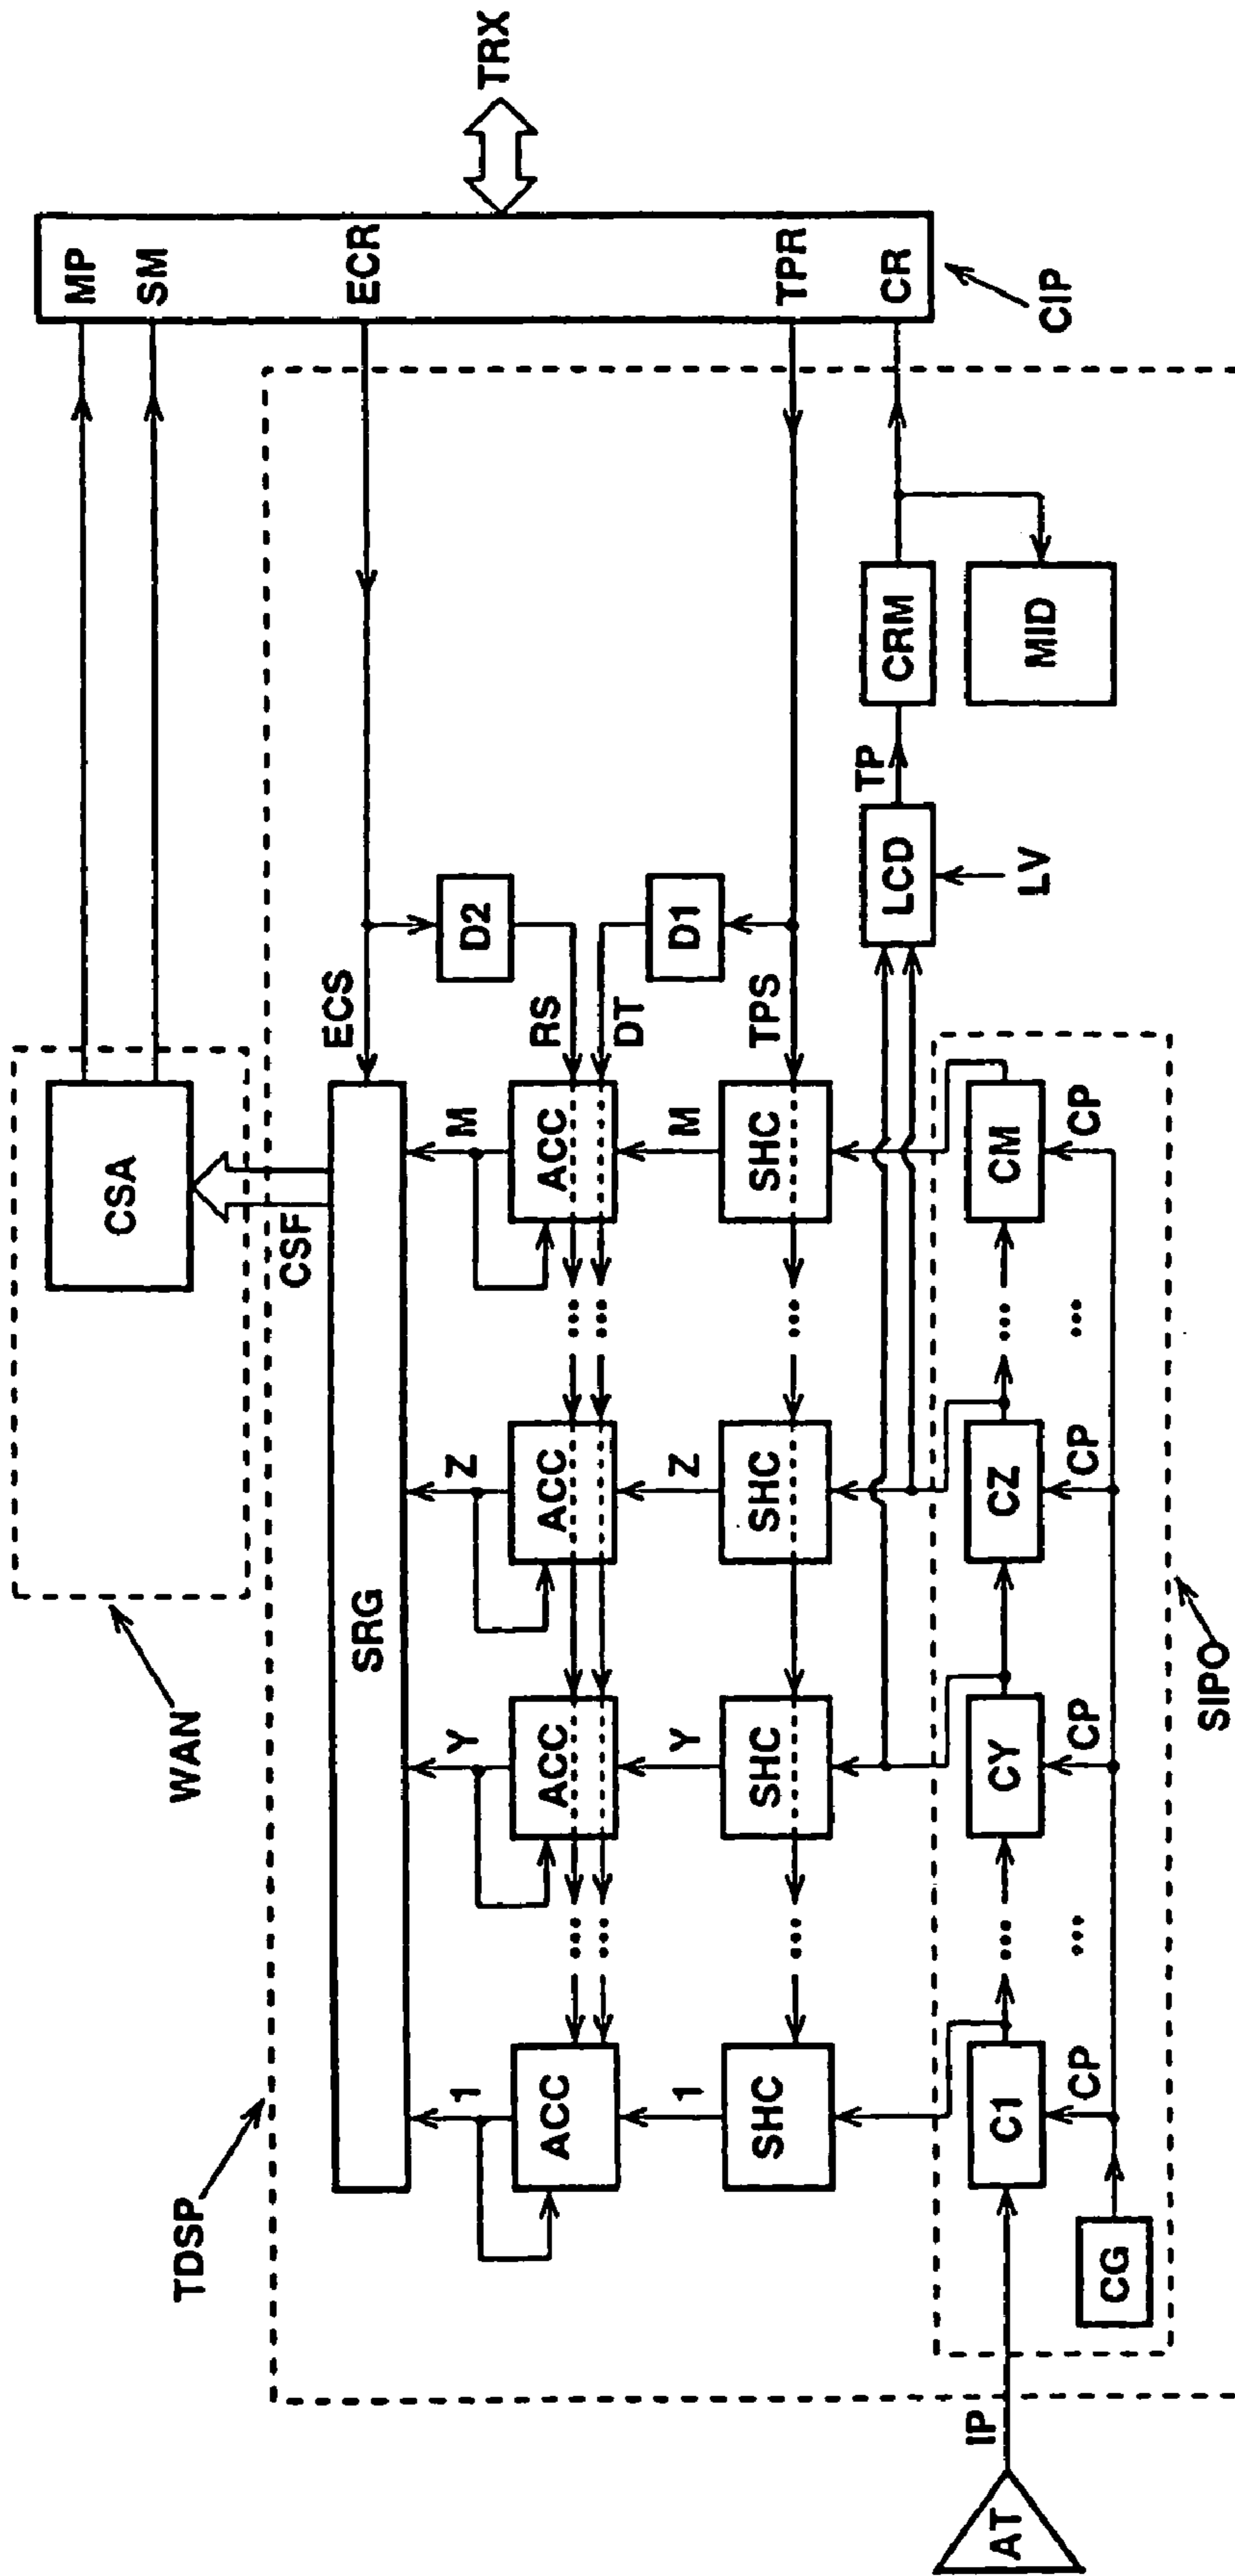 MP
SM
ECR
TPR
CR
TRX
CIP
WAN
CSA
CSF
TDSP
SRG
ECS
D2
RS
DT
D1
TPS
1
Y
Z
M
ACC
ACC
ACC
ACC
...
...
...
...
1
Y
Z
M
SHC
SHC
SHC
SHC
...
...
LCD
LV
TP
CRM
MID
AT
IP
C1
...
CY
CZ
...
CM
CG
CP
...
CP
CP
...
CP
SIPO